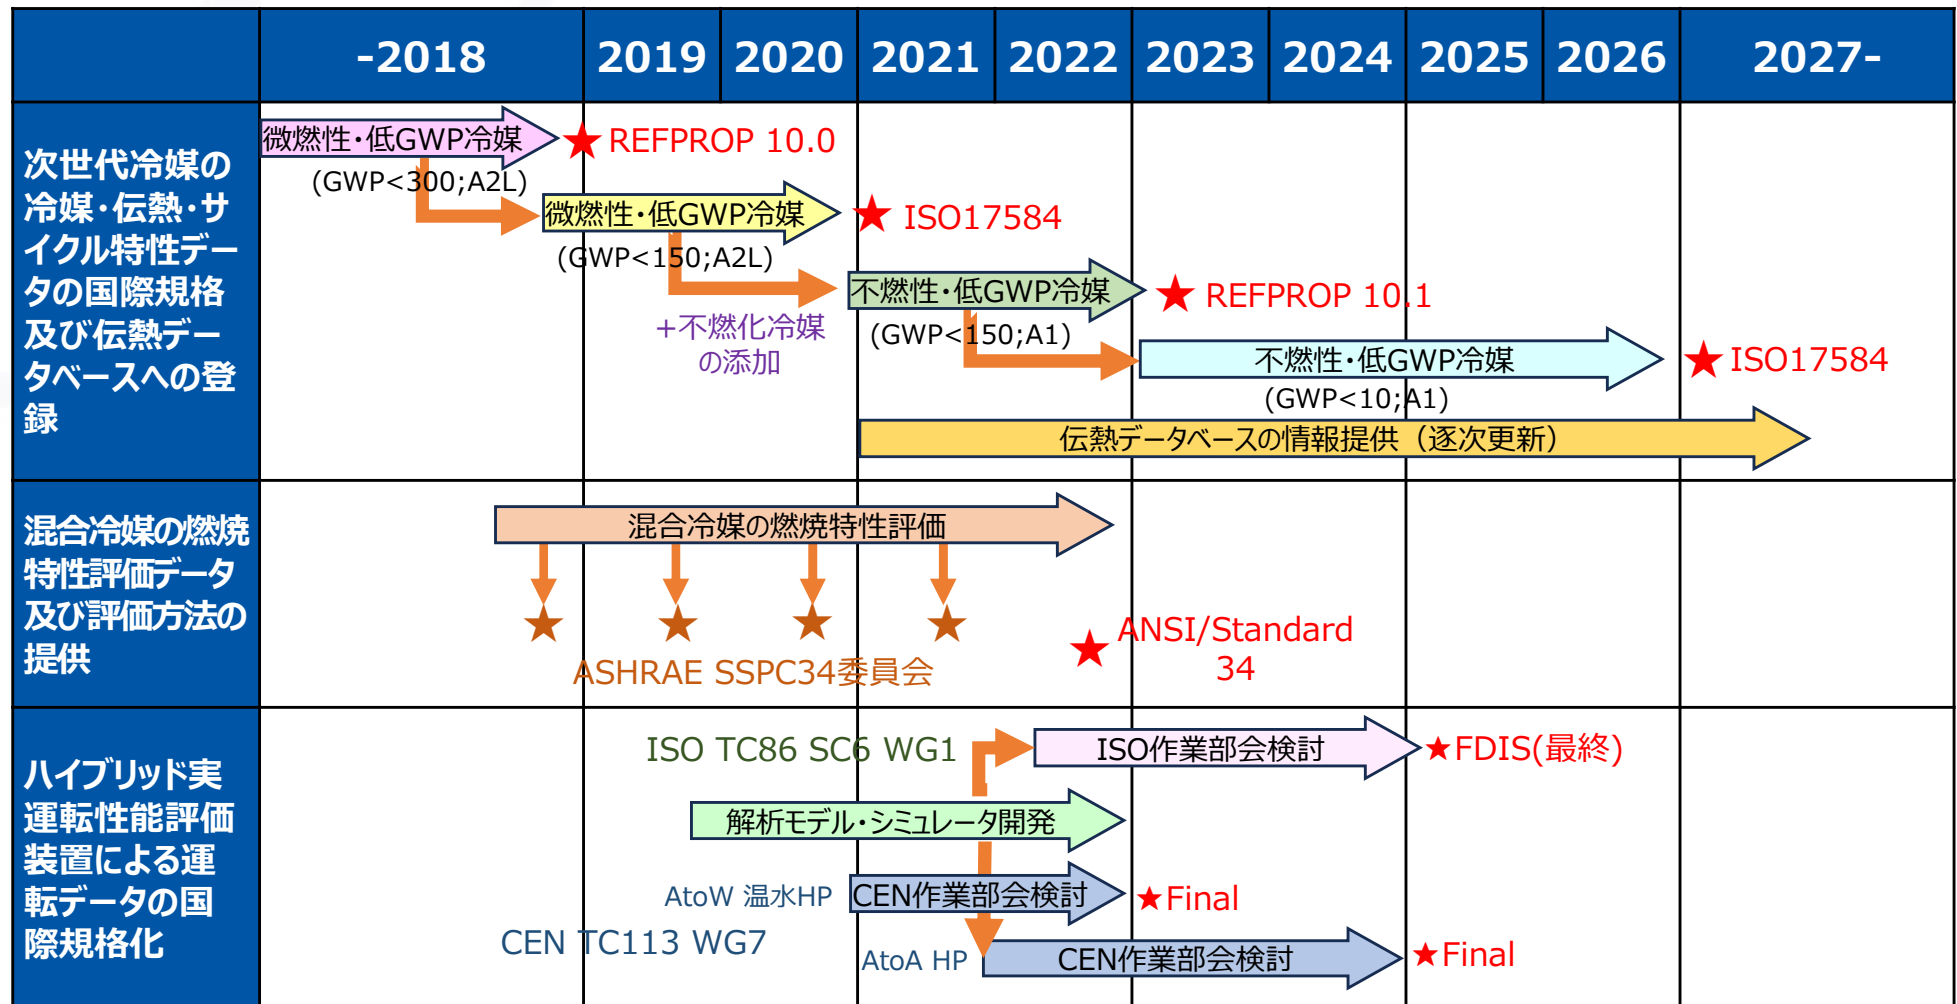 -2018 2019 2020 2021 2022 2023 2024 2025 2026 2027-
次世代冷媒の
冷媒・伝熱・サ
イクル特性デー
タの国際規格
及び伝熱デー
タベースへの登
録
微燃性・低GWP冷媒
(GWP<300;A2L)
★ REFPROP 10.0
微燃性・低GWP冷媒
(GWP<150;A2L)
★ ISO17584
+不燃化冷媒
の添加
不燃性・低GWP冷媒
(GWP<150;A1)
★ REFPROP 10.1
不燃性・低GWP冷媒
(GWP<10;A1)
★ ISO17584
伝熱データベースの情報提供（逐次更新）
混合冷媒の燃焼
特性評価データ
及び評価方法の
提供
混合冷媒の燃焼特性評価
★ ★ ★ ★
ASHRAE SSPC34委員会
★ ANSI/Standard
34
ハイブリッド実
運転性能評価
装置による運
転データの国
際規格化
ISO TC86 SC6 WG1
ISO作業部会検討
★FDIS(最終)
解析モデル・シミュレータ開発
AtoW 温水HP
CEN作業部会検討
★Final
CEN TC113 WG7
AtoA HP
CEN作業部会検討
★Final